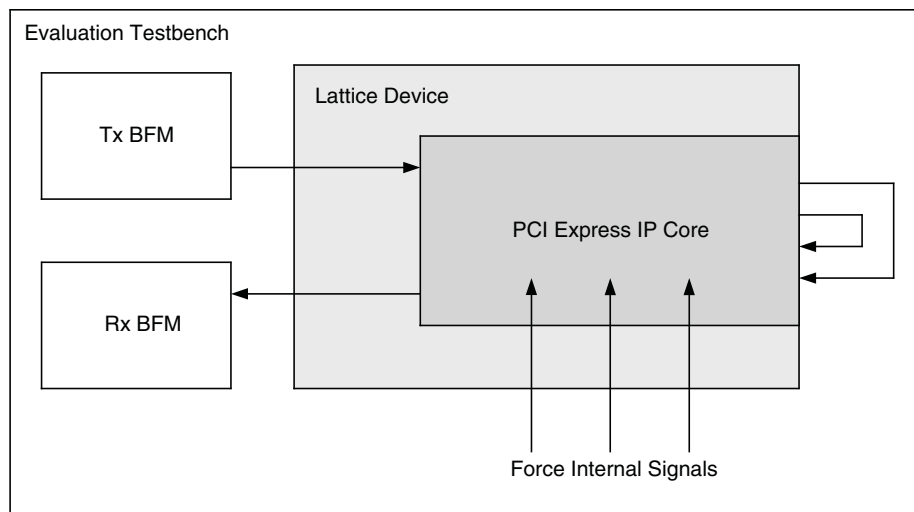 Evaluation Testbench
Lattice Device
Tx BFM
PCI Express IP Core
Rx BFM
Force Internal Signals